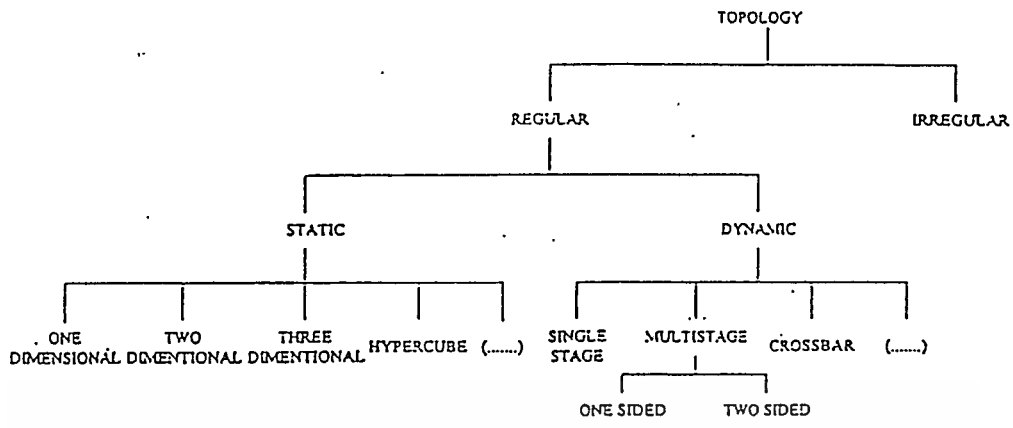 TOPOLOGY
REGULAR
IRREGULAR
STATIC
DYNAMIC
ONE
DIMENSIONAL
TWO
DIMENTIONAL
THREE
DIMENTIONAL
HYPERCUBE
(.......)
SINGLE
STAGE
MULTISTAGE
CROSSBAR
(.......)
ONE SIDED
TWO SIDED